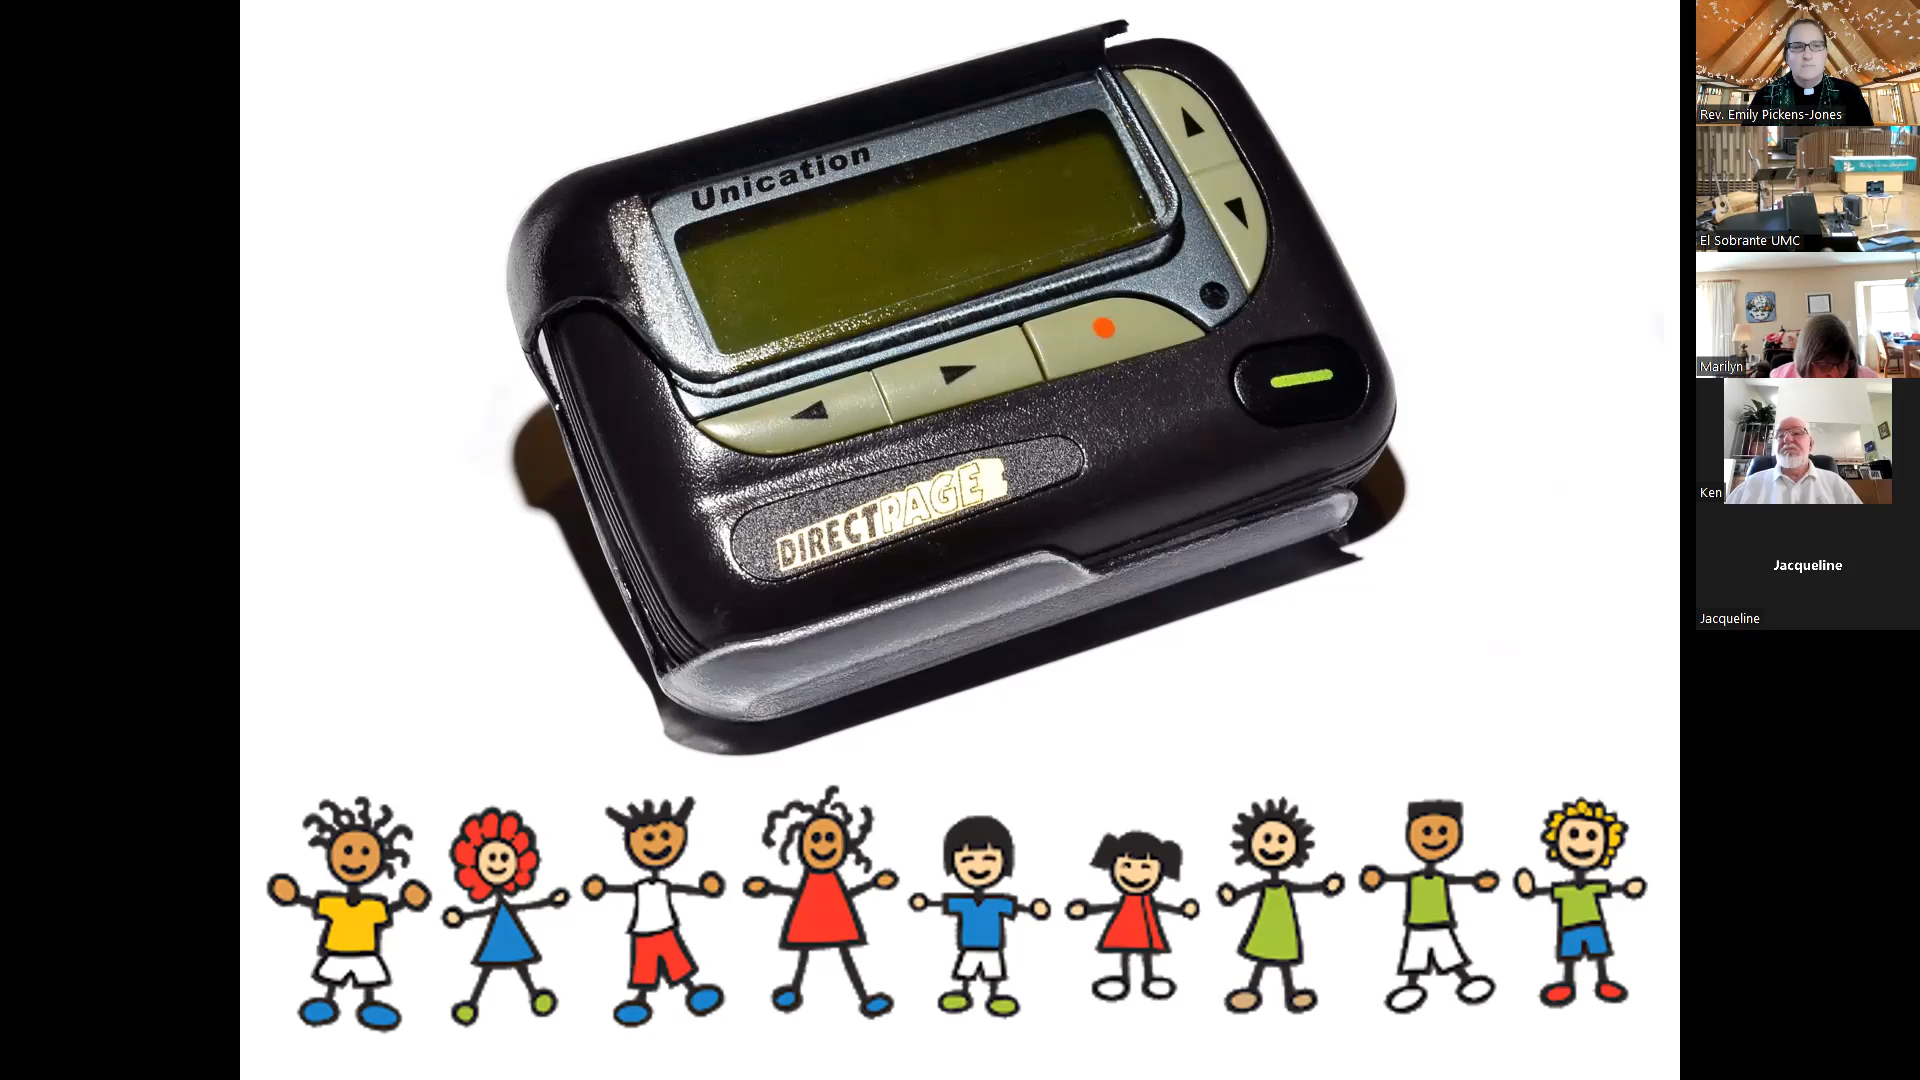 Unication
DIRECTPAGE
Rev. Emily Pickens-Jones
El Sobrante UMC
Marilyn
Ken
Jacqueline
Jacqueline